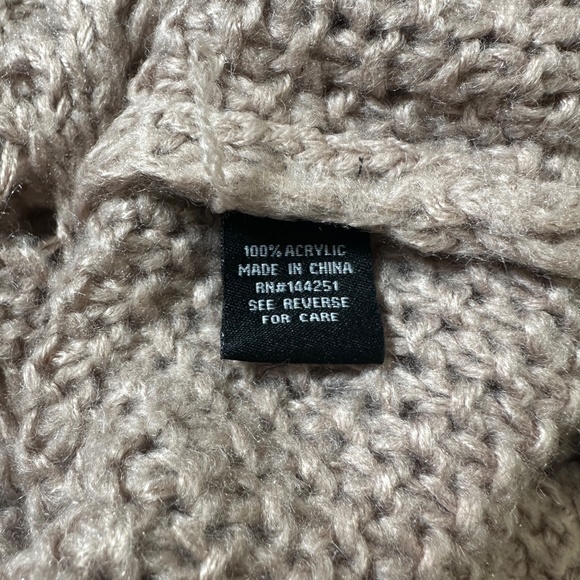 100% ACRYLIC
MADE IN CHINA
RN#144251
SEE REVERSE
FOR CARE